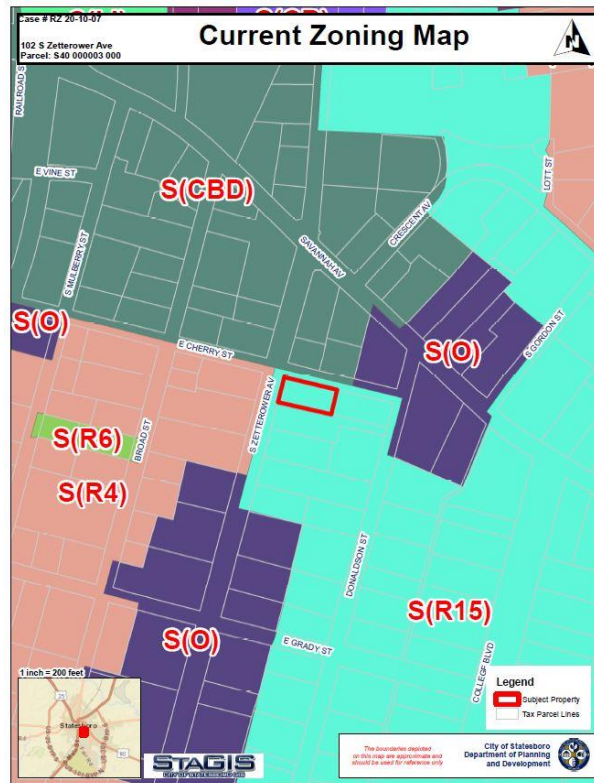 Case # RZ 20-10-07
Current Zoning Map
102 S Zetterower Ave
Parcel: S40 000003 000
N
RAILROAD S
LOTT ST
E VINE ST
S(CBD)
CRESCENT AV
S MULBERRY ST
SAVANNAH AV
S GORDON ST
S(O)
E CHERRY ST
S(O)
S ZETTEROWER AV
S(R6)
BROAD ST
S(R4)
DONALDSON ST
S(R15)
S(O)
E GRADY ST
COLLEGE BLVD
1 inch = 200 feet
Statesboro
Legend
Subject Property
Tax Parcel Lines
STAGIS
CITY OF STATESBORO GIS
The boundaries depicted
on this map are approximate and
should be used for reference only
City of Statesboro
Department of Planning
and Development